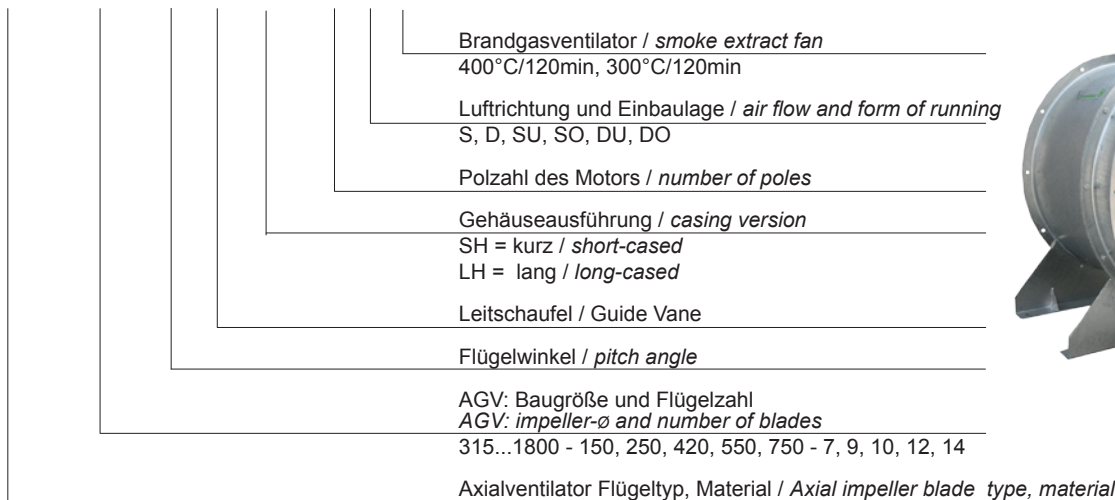 Brandgasventilator / smoke extract fan
400°C/120min, 300°C/120min
Luftrichtung und Einbaulage / air flow and form of running
S, D, SU, SO, DU, DO
Polzahl des Motors / number of poles
Gehäuseausführung / casing version
SH = kurz / short-cased
LH =  lang / long-cased
Leitschaufel / Guide Vane
Flügelwinkel / pitch angle
AGV: Baugröße und Flügelzahl
AGV: impeller-ø and number of blades
315...1800 - 150, 250, 420, 550, 750 - 7, 9, 10, 12, 14
Axialventilator Flügeltyp, Material / Axial impeller blade  type, material